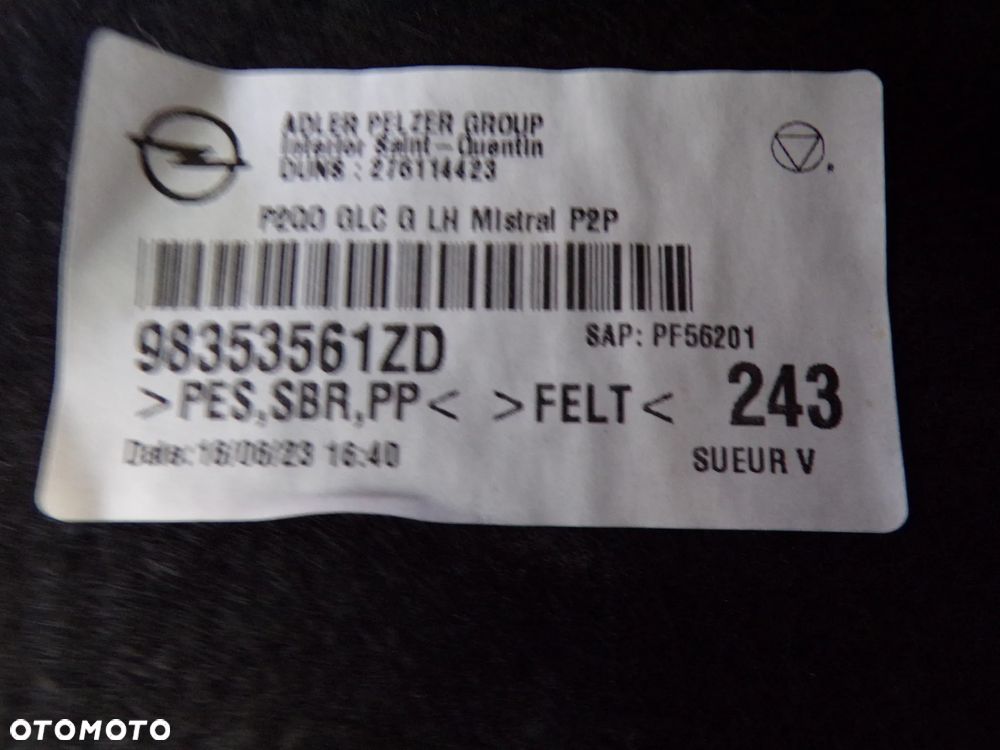 ADLER PELZER GROUP
Interior Saint-Quentin
DUNS : 276114423
P2QO GLC G LH Mistral P2P
98353561ZD
SAP: PF56201
>PES,SBR,PP< >FELT<
243
Date:16/06/23 16:40
SUEUR V
OTOMOTO